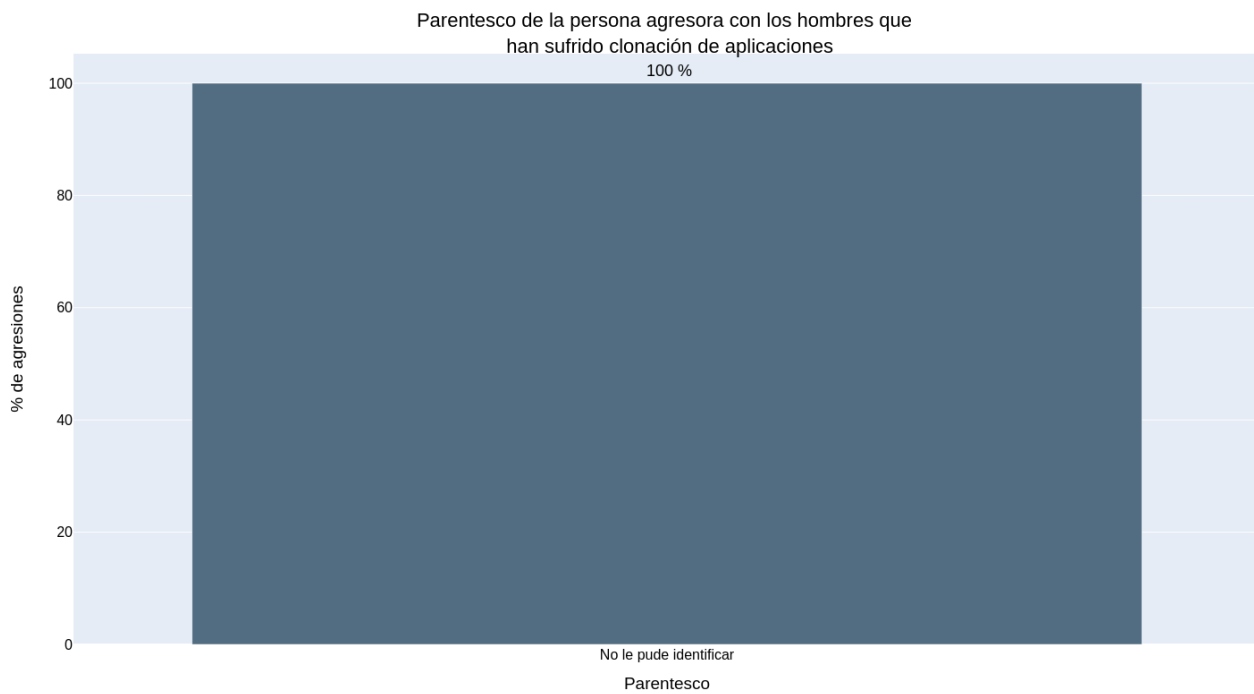 Parentesco de la persona agresora con los hombres que
han sufrido clonación de aplicaciones
100 %
100
80
60
40
20
0
% de agresiones
No le pude identificar
Parentesco